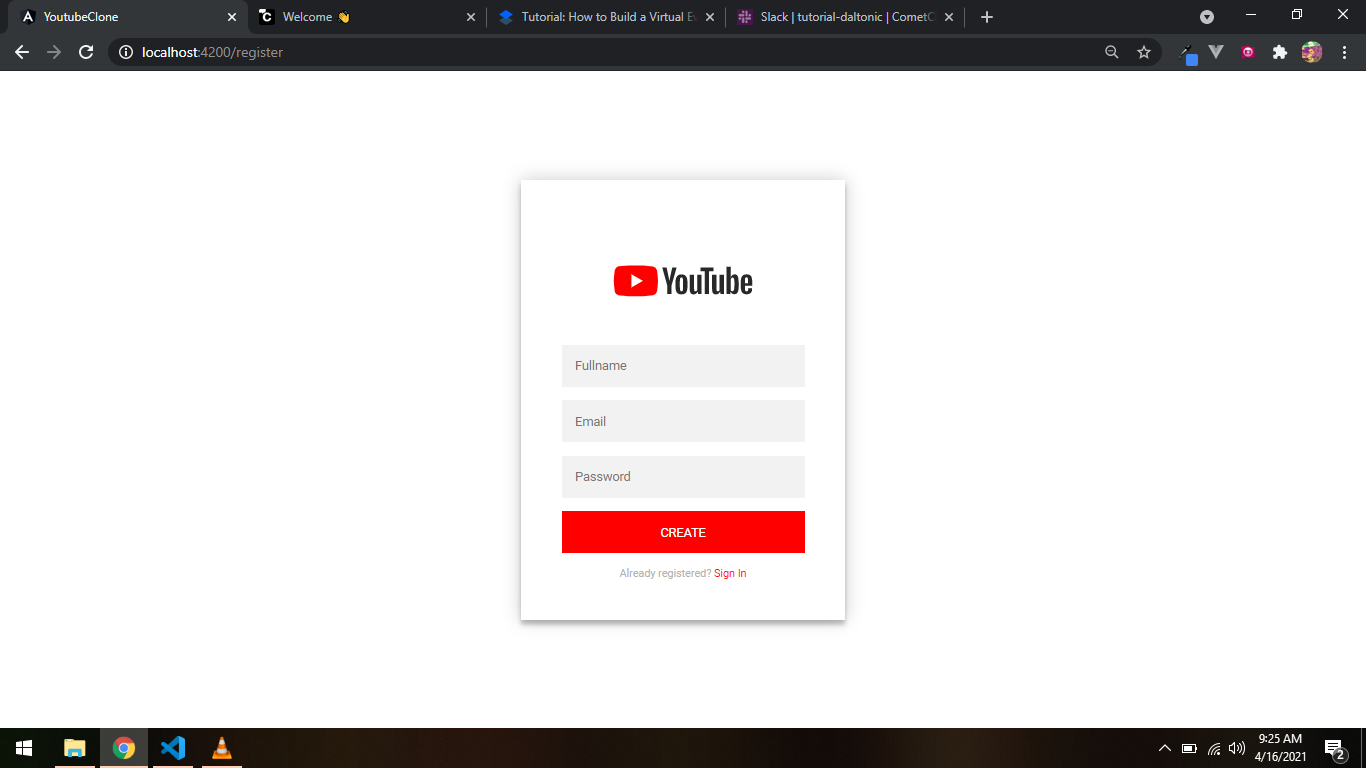 YoutubeClone
Welcome 👋
Tutorial: How to Build a Virtual Ev
Slack | tutorial-daltonic | CometC
localhost:4200/register
YouTube
Fullname
Email
Password
CREATE
Already registered? Sign In
9:25 AM
4/16/2021
2